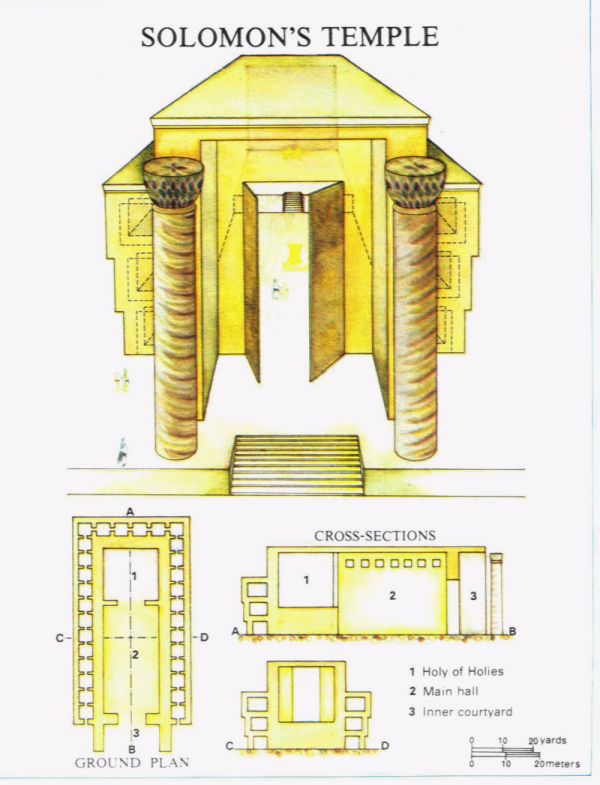 SOLOMON'S TEMPLE
A
1
C
2
D
3
B
GROUND PLAN
CROSS-SECTIONS
1
2
3
A
B
C
D
1 Holy of Holies
2 Main hall
3 Inner courtyard
0 10 20 yards
0 10 20 meters